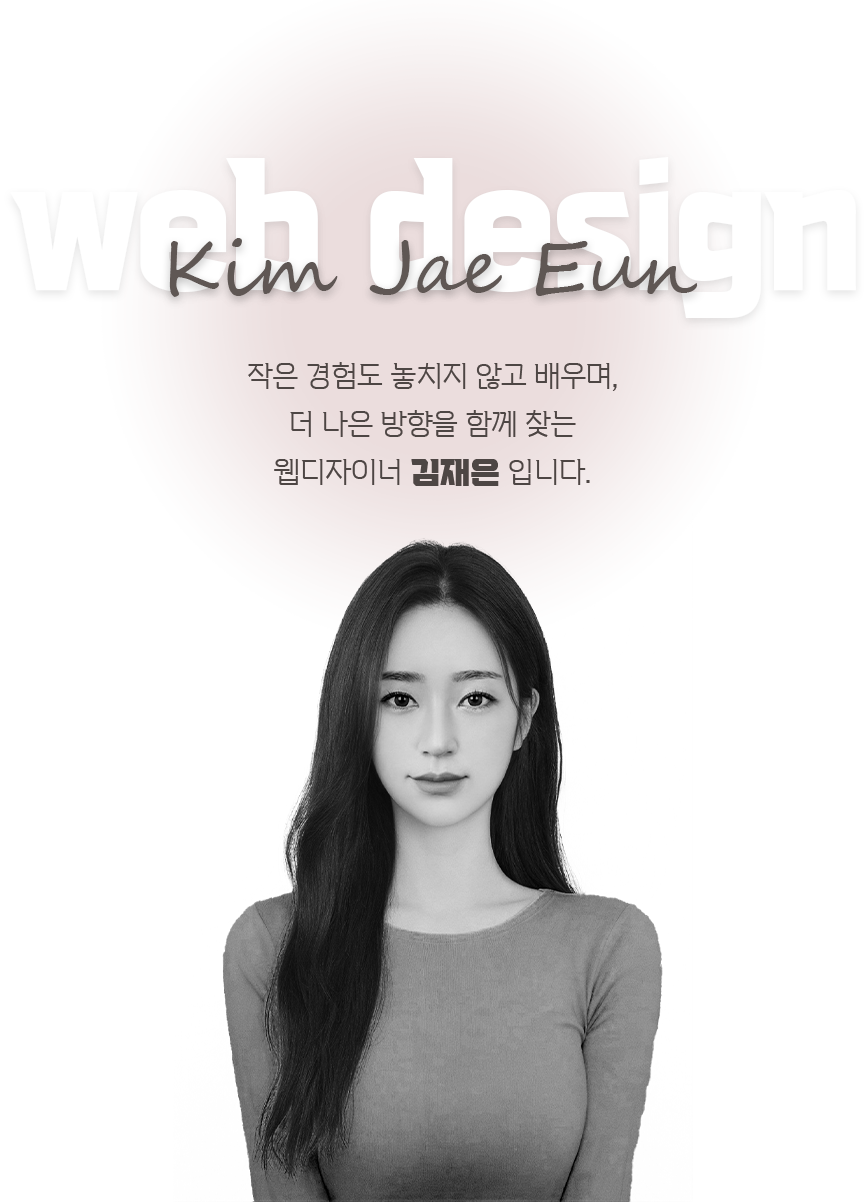 web design
Kim Jae Eun
작은 경험도 놓치지 않고 배우며,
더 나은 방향을 함께 찾는
웹디자이너 김재은 입니다.